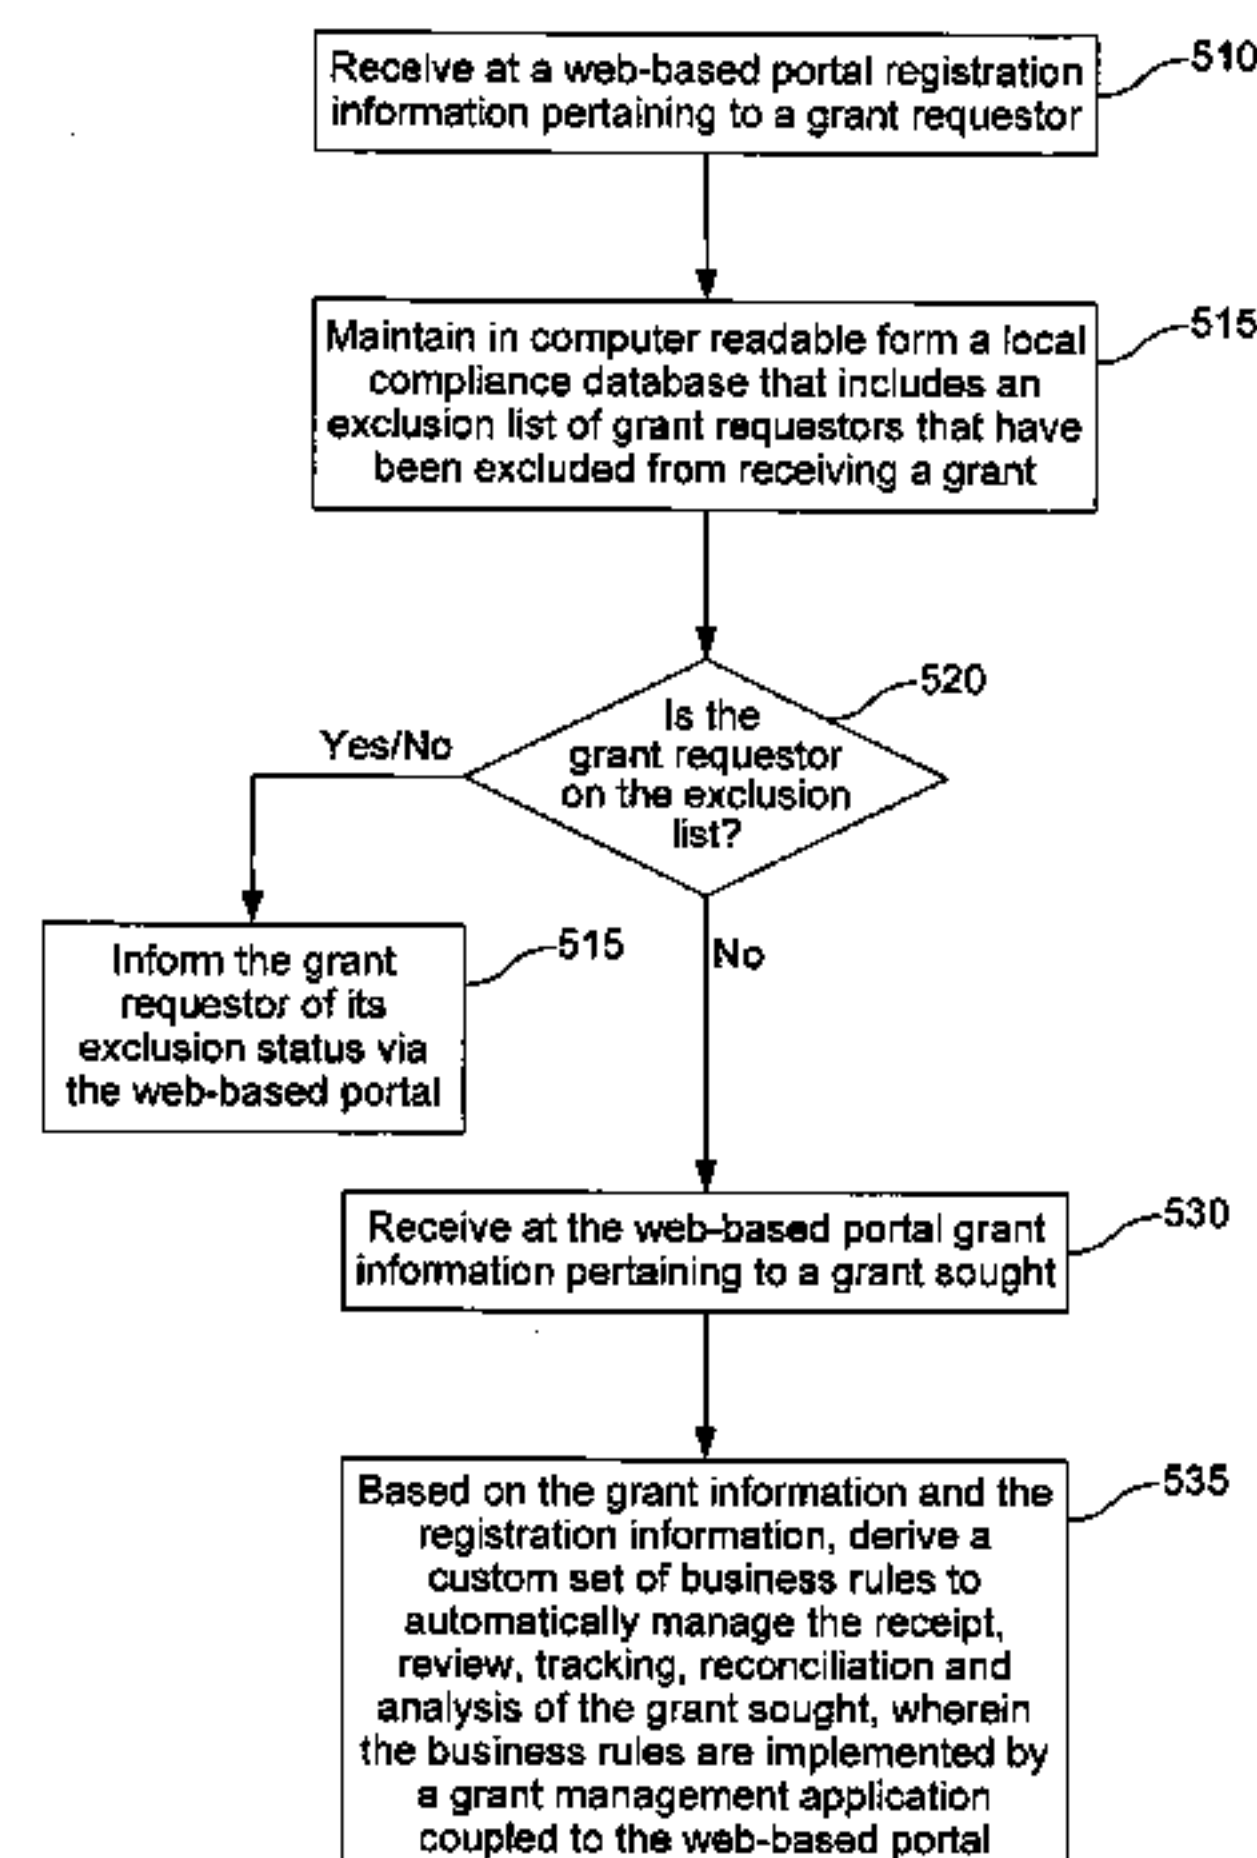 Receive at a web-based portal registration
information pertaining to a grant requestor
510
Maintain in computer readable form a local
compliance database that includes an
exclusion list of grant requestors that have
been excluded from receiving a grant
515
Is the
grant requestor
on the exclusion
list?
520
Yes/No
Inform the grant
requestor of its
exclusion status via
the web-based portal
515
No
Receive at the web-based portal grant
information pertaining to a grant sought
530
Based on the grant information and the
registration information, derive a
custom set of business rules to
automatically manage the receipt,
review, tracking, reconciliation and
analysis of the grant sought, wherein
the business rules are implemented by
a grant management application
coupled to the web-based portal
535